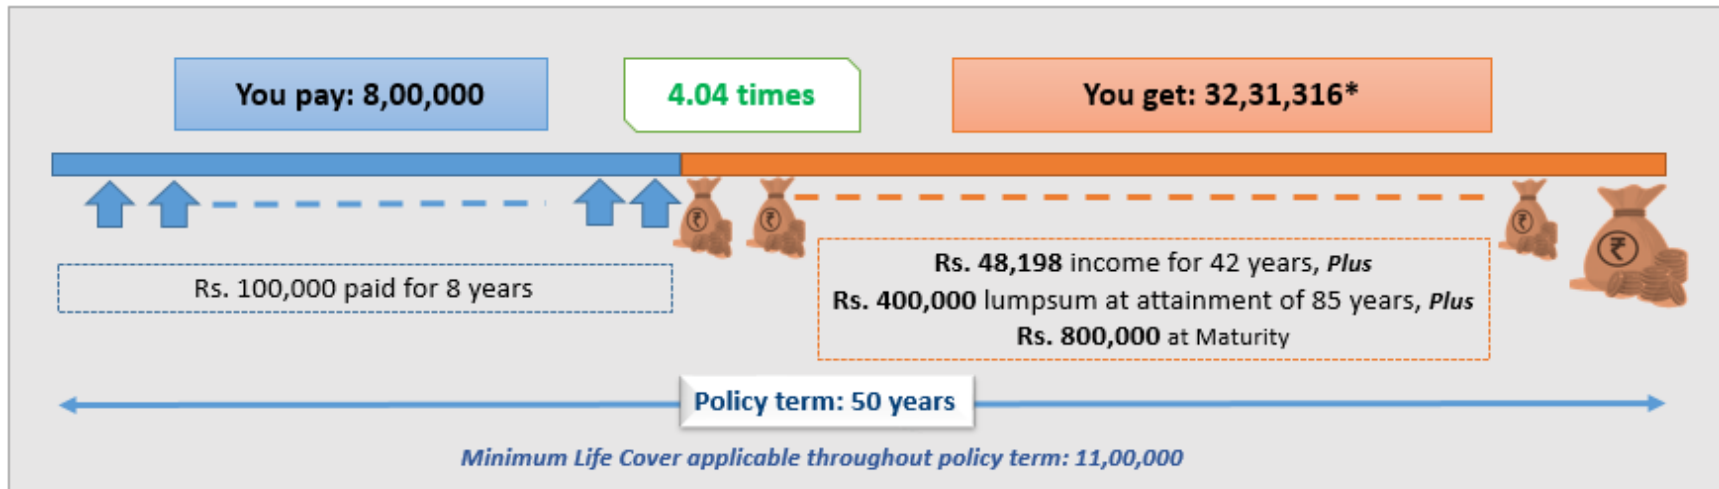 You pay: 8,00,000
4.04 times
You get: 32,31,316*
Rs. 100,000 paid for 8 years
Rs. 48,198 income for 42 years, Plus
Rs. 400,000 lumpsum at attainment of 85 years, Plus
Rs. 800,000 at Maturity
Policy term: 50 years
Minimum Life Cover applicable throughout policy term: 11,00,000